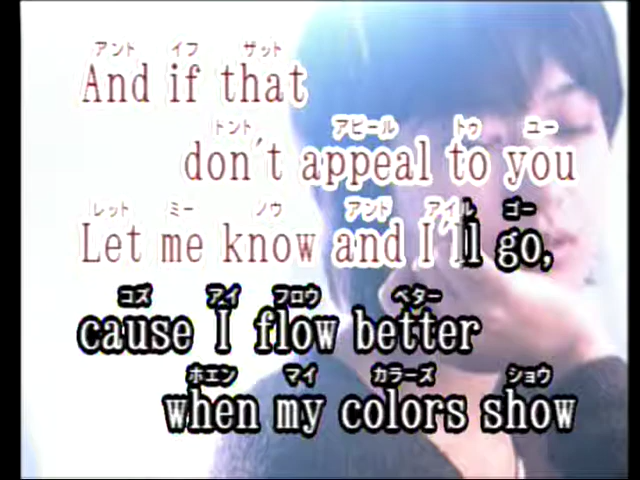 アント イフ ザット
And if that
ドント アピール トゥ ユー
don't appeal to you
レット ミー ノウ アンド アイル ゴー
Let me know and I'll go,
コズ アイ フロウ ベター
cause I flow better
ホエン マイ カラーズ ショウ
when my colors show